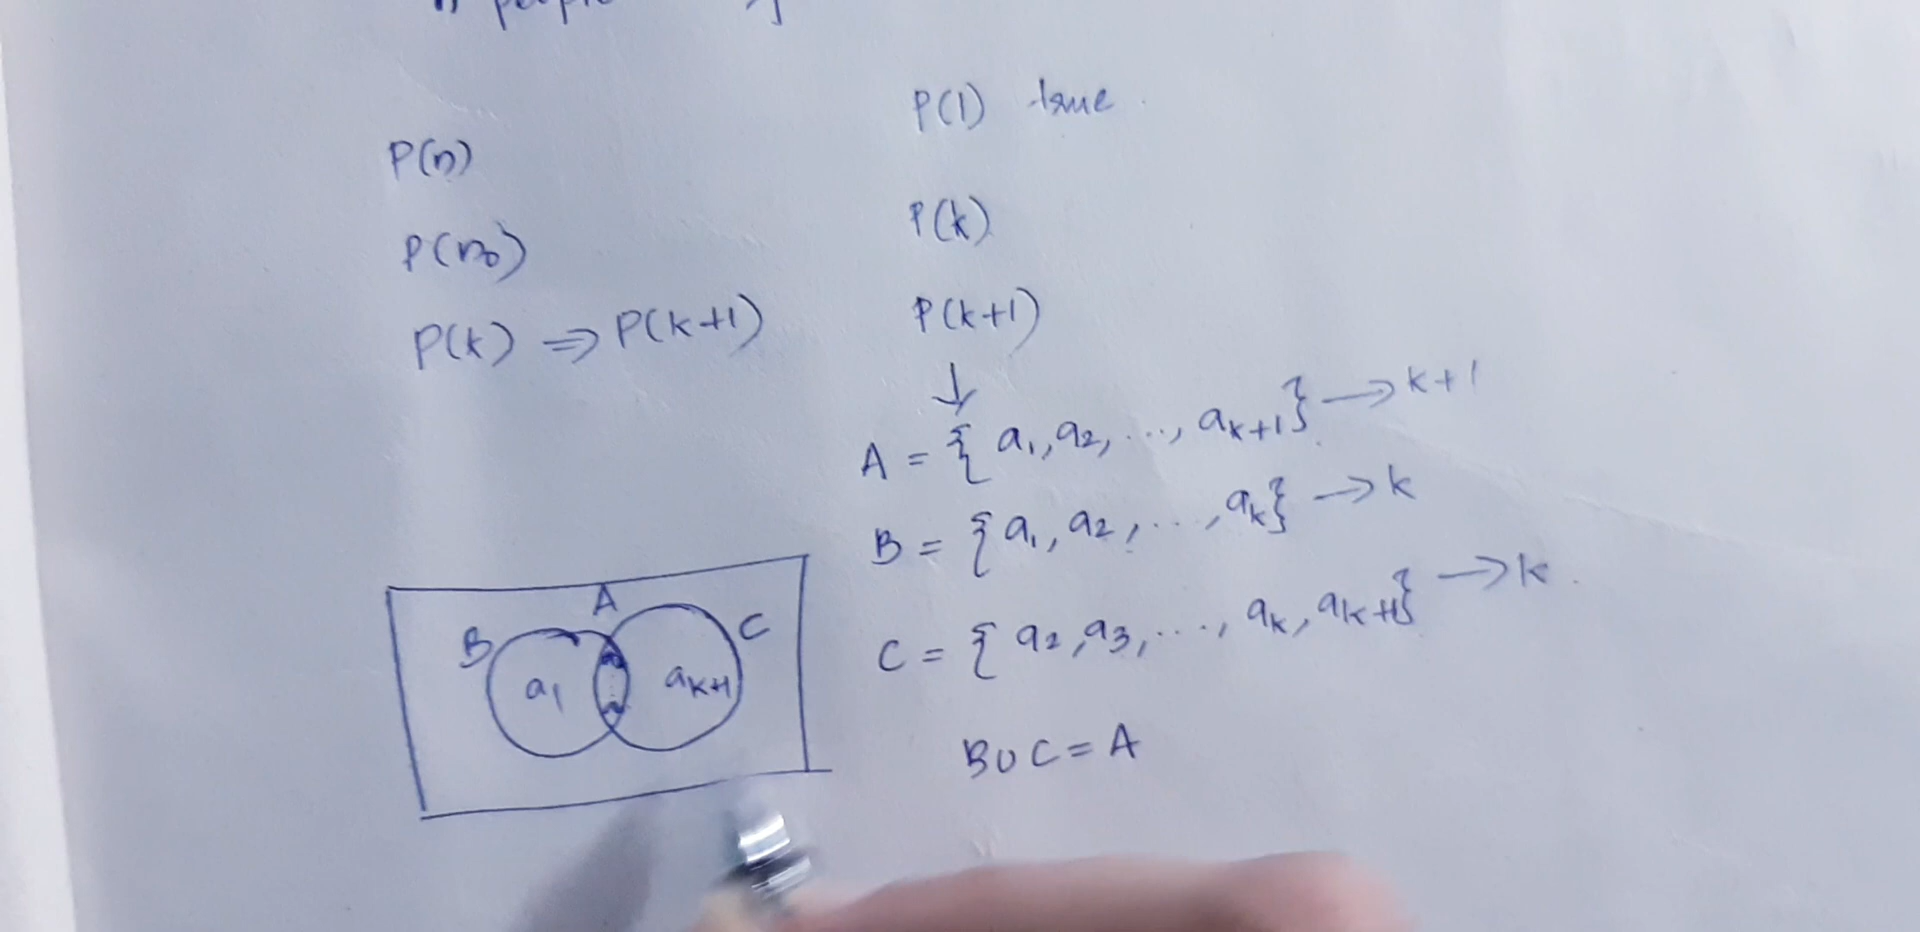 n people
P(n)
P(n₀)
P(k) ⇒ P(k+1)
P(1) true
P(k)
P(k+1)
↓
A = { a₁, a₂, ..., aₖ₊₁} → k+1
B = { a₁, a₂, ..., aₖ} → k
C = { a₂, a₃, ..., aₖ, aₖ₊₁} → k
B∪C = A
A
B
C
a₁
aₖ₊₁